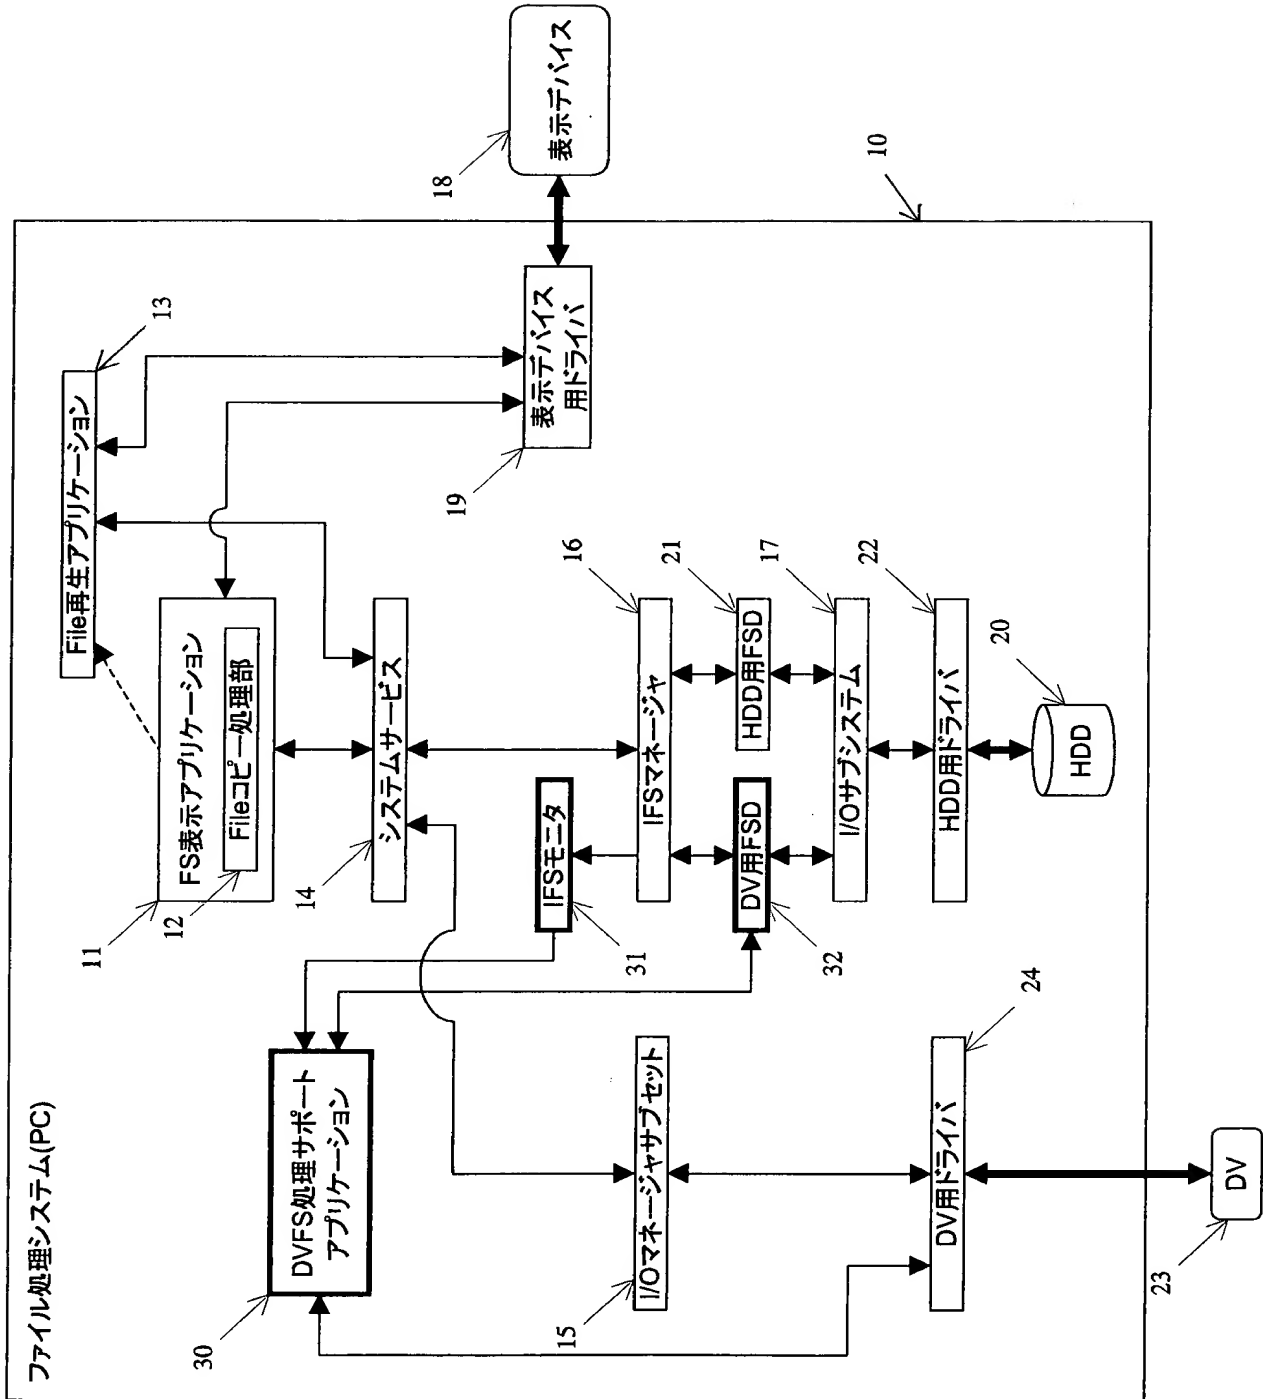 ファイル処理システム(PC)
10
File再生アプリケーション
13
FS表示アプリケーション
11
Fileコピー処理部
12
システムサービス
14
DVFS処理サポート
アプリケーション
30
IFSモニタ
31
表示デバイス
用ドライバ
19
表示デバイス
18
I/Oマネージャサブセット
15
IFSマネージャ
16
DV用FSD
32
HDD用FSD
21
I/Oサブシステム
17
DV用ドライバ
24
HDD用ドライバ
22
HDD
20
DV
23